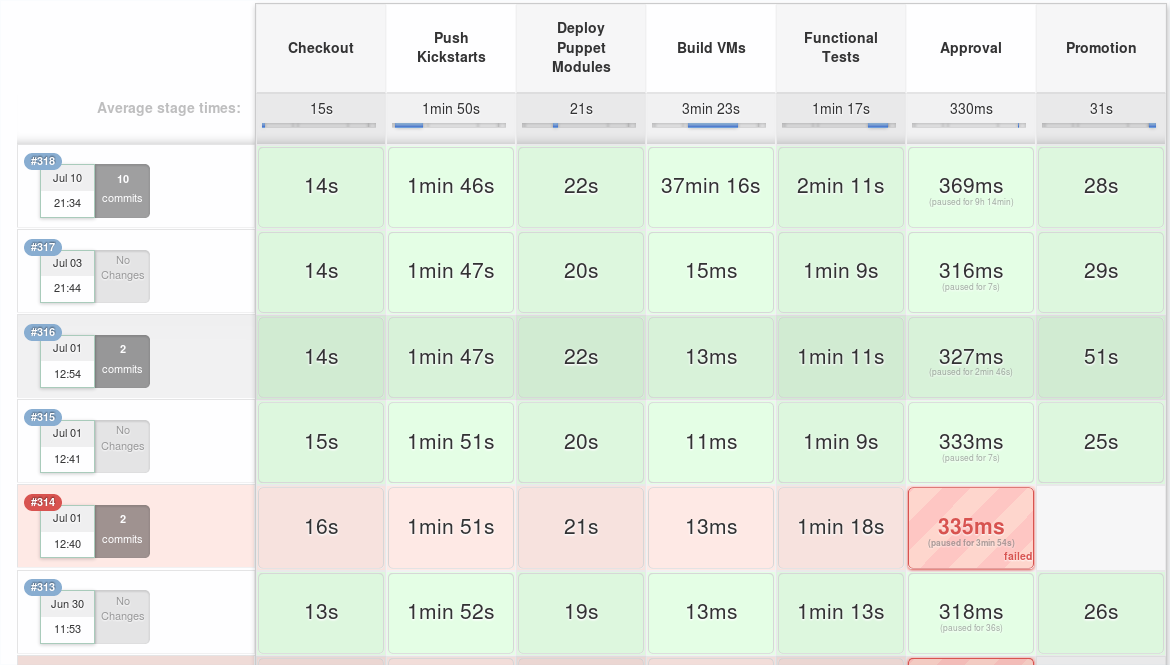 Checkout
Push
Kickstarts
Deploy
Puppet
Modules
Build VMs
Functional
Tests
Approval
Promotion
Average stage times:
15s
1min 50s
21s
3min 23s
1min 17s
330ms
31s
#318
Jul 10
21:34
10
commits
14s
1min 46s
22s
37min 16s
2min 11s
369ms
(paused for 9h 14min)
28s
#317
Jul 03
21:44
No
Changes
14s
1min 47s
20s
15ms
1min 9s
316ms
(paused for 7s)
29s
#316
Jul 01
12:54
2
commits
14s
1min 47s
22s
13ms
1min 11s
327ms
(paused for 2min 46s)
51s
#315
Jul 01
12:41
No
Changes
15s
1min 51s
20s
11ms
1min 9s
333ms
(paused for 7s)
25s
#314
Jul 01
12:40
2
commits
16s
1min 51s
21s
13ms
1min 18s
335ms
(paused for 3min 54s)
failed
#313
Jun 30
11:53
No
Changes
13s
1min 52s
19s
13ms
1min 13s
318ms
(paused for 36s)
26s